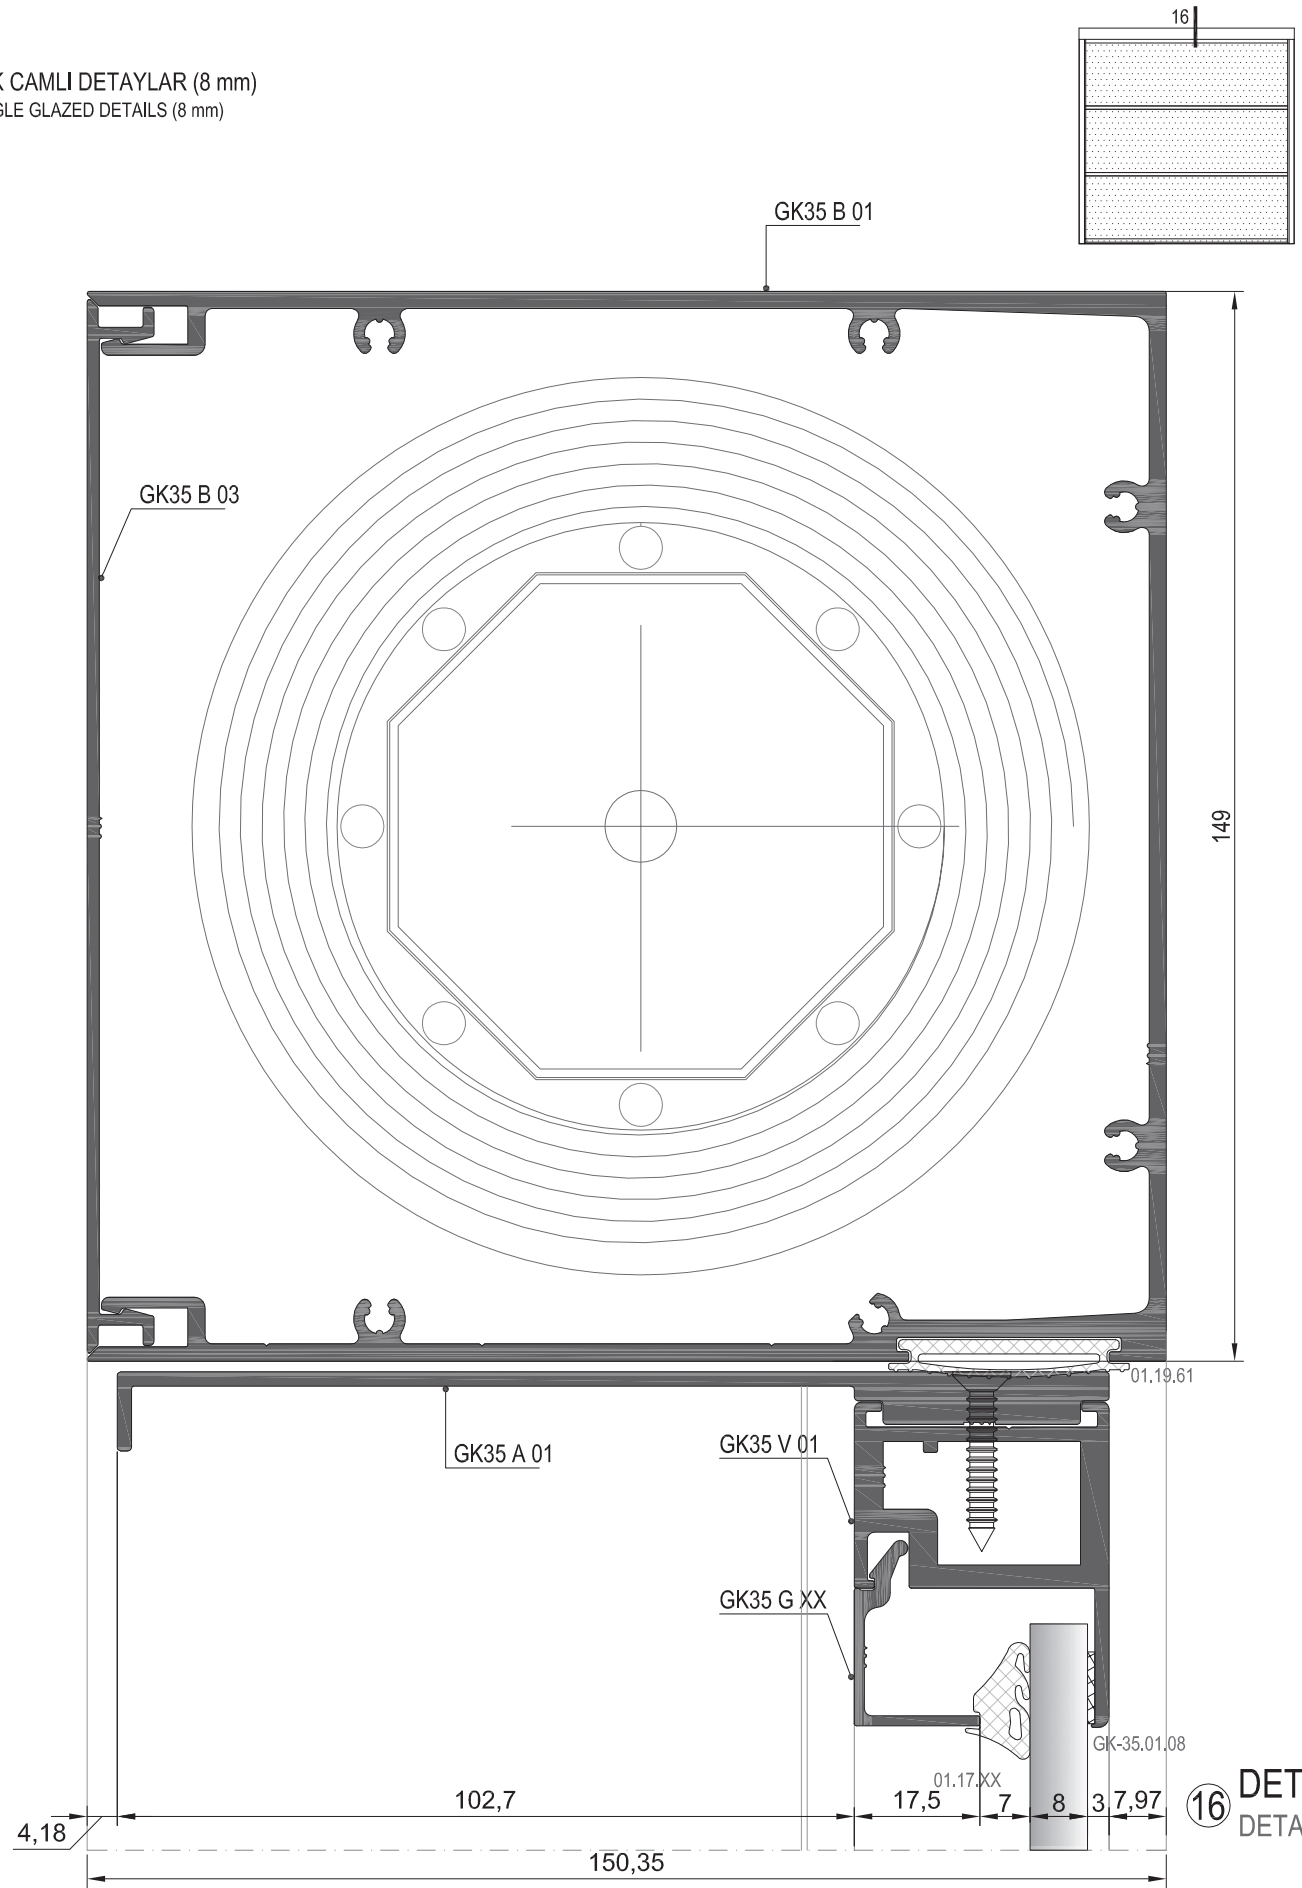 16
K CAMLI DETAYLAR (8 mm)
GLE GLAZED DETAILS (8 mm)
GK35 B 01
GK35 B 03
149
01.19.61
GK35 A 01
GK35 V 01
GK35 G XX
GK-35.01.08
01.17.XX
102,7
17,5
7
8
3
7,97
4,18
150,35
16
DET
DETA